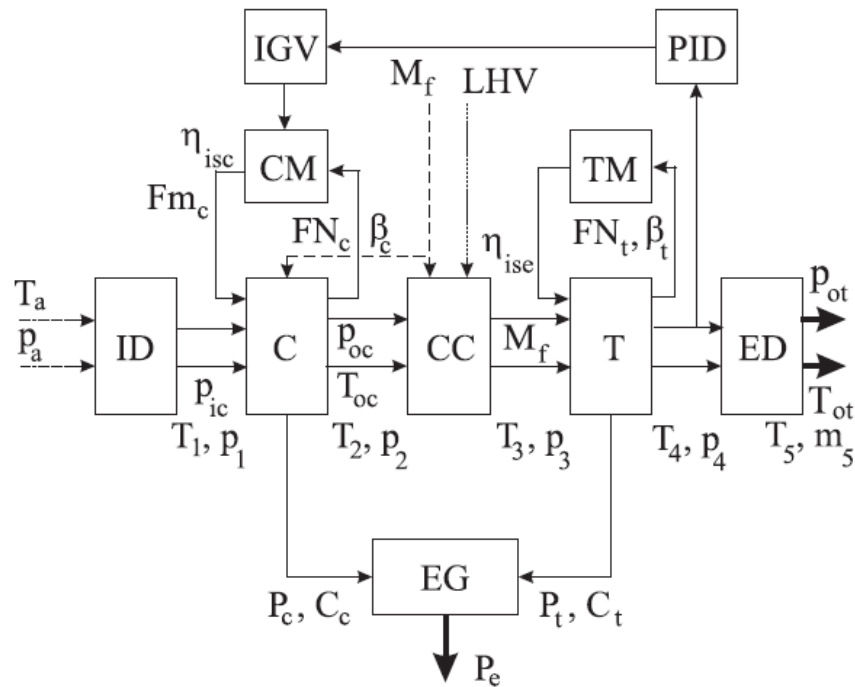 IGV
PID
M_f
LHV
η_isc
CM
TM
Fm_c
FN_c
β_c
η_ise
FN_t, β_t
T_a
p_a
ID
C
CC
T
ED
p_ot
p_oc
M_f
p_ic
T_oc
T_ot
T_1, p_1
T_2, p_2
T_3, p_3
T_4, p_4
T_5, m_5
EG
P_c, C_c
P_t, C_t
P_e